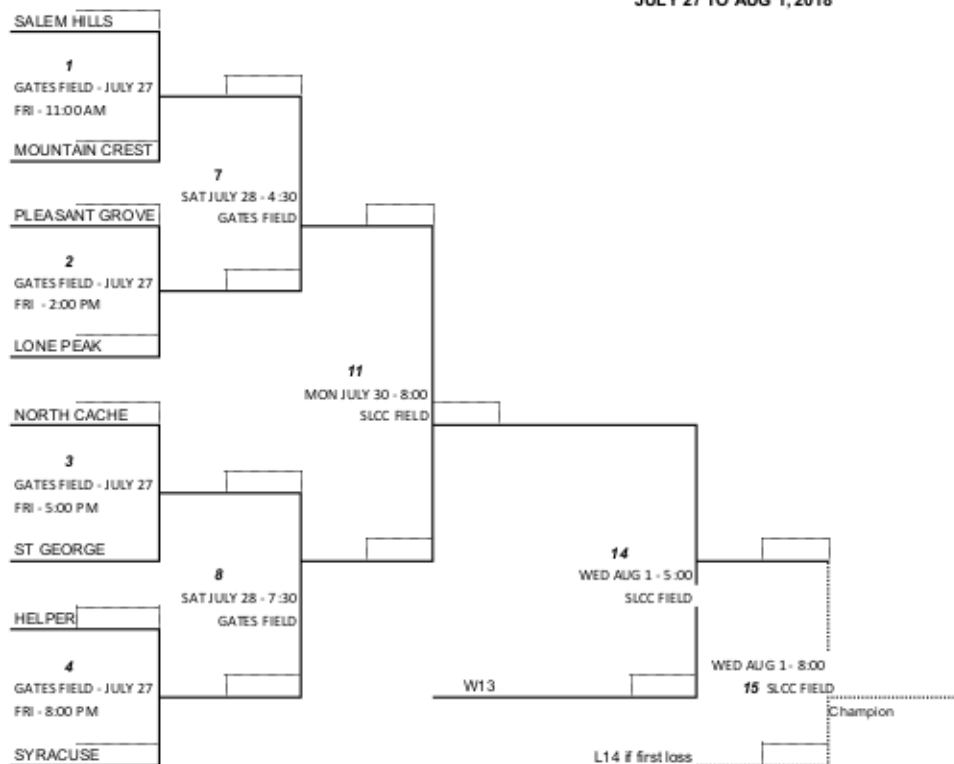 JULY 27 TO AUG 1, 2018
SALEM HILLS
1
GATES FIELD - JULY 27
FRI - 11:00 AM
MOUNTAIN CREST
7
SAT JULY 28 - 4:30
GATES FIELD
PLEASANT GROVE
2
GATES FIELD - JULY 27
FRI - 2:00 PM
LONE PEAK
11
MON JULY 30 - 8:00
SLCC FIELD
NORTH CACHE
3
GATES FIELD - JULY 27
FRI - 5:00 PM
ST GEORGE
8
SAT JULY 28 - 7:30
GATES FIELD
HELPER
4
GATES FIELD - JULY 27
FRI - 8:00 PM
SYRACUSE
14
WED AUG 1 - 5:00
SLCC FIELD
W13
WED AUG 1 - 8:00
15 SLCC FIELD
Champion
L14 if first loss